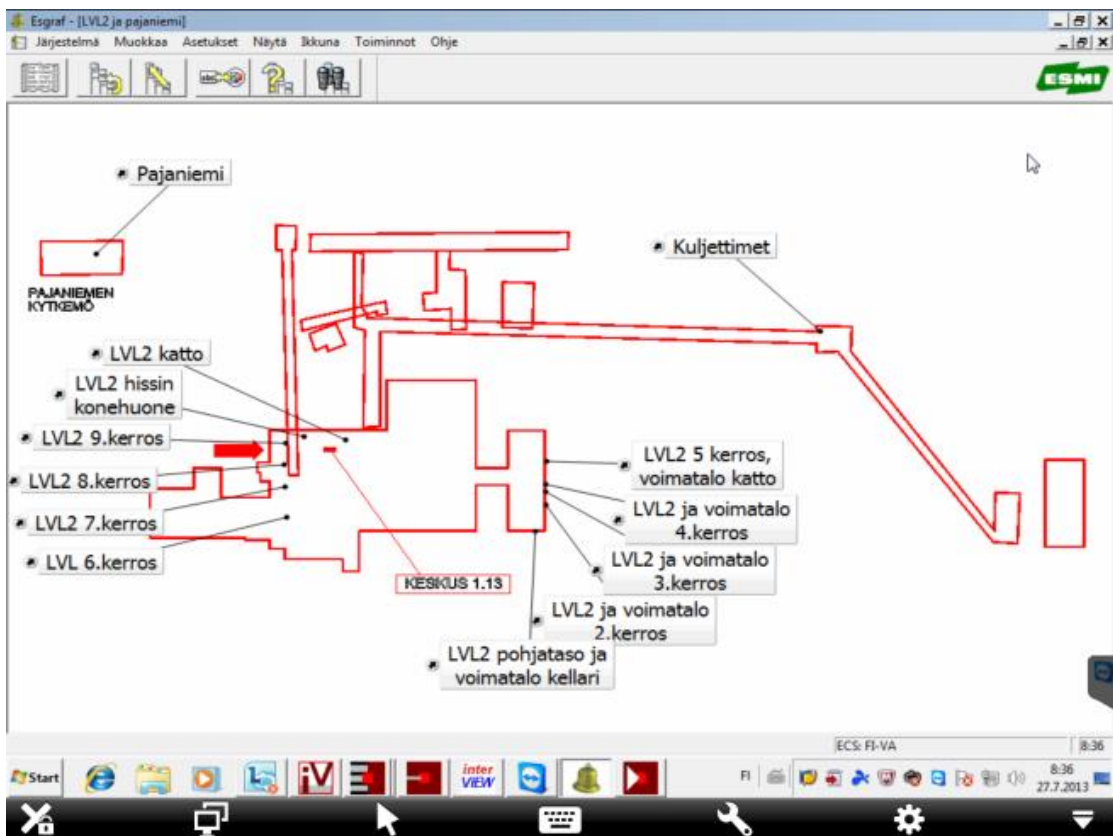 Esgraf - [LVL2 ja pajaniemi]
Järjestelmä Muokkaa Asetukset Näytä Ikkuna Toiminnot Ohje
abc
ESMI
Pajaniemi
Kuljettimet
PAJANIEMEN
KYTKEMÖ
LVL2 katto
LVL2 hissin
konehuone
LVL2 9.kerros
LVL2 8.kerros
LVL2 7.kerros
LVL 6.kerros
KESKUS 1.13
LVL2 5 kerros,
voimatalo katto
LVL2 ja voimatalo
4.kerros
LVL2 ja voimatalo
3.kerros
LVL2 ja voimatalo
2.kerros
LVL2 pohjataso ja
voimatalo kellari
ECS: FI-VA
8:36
Start
iV
inter
VIEW
FI
8:36
27.7.2013